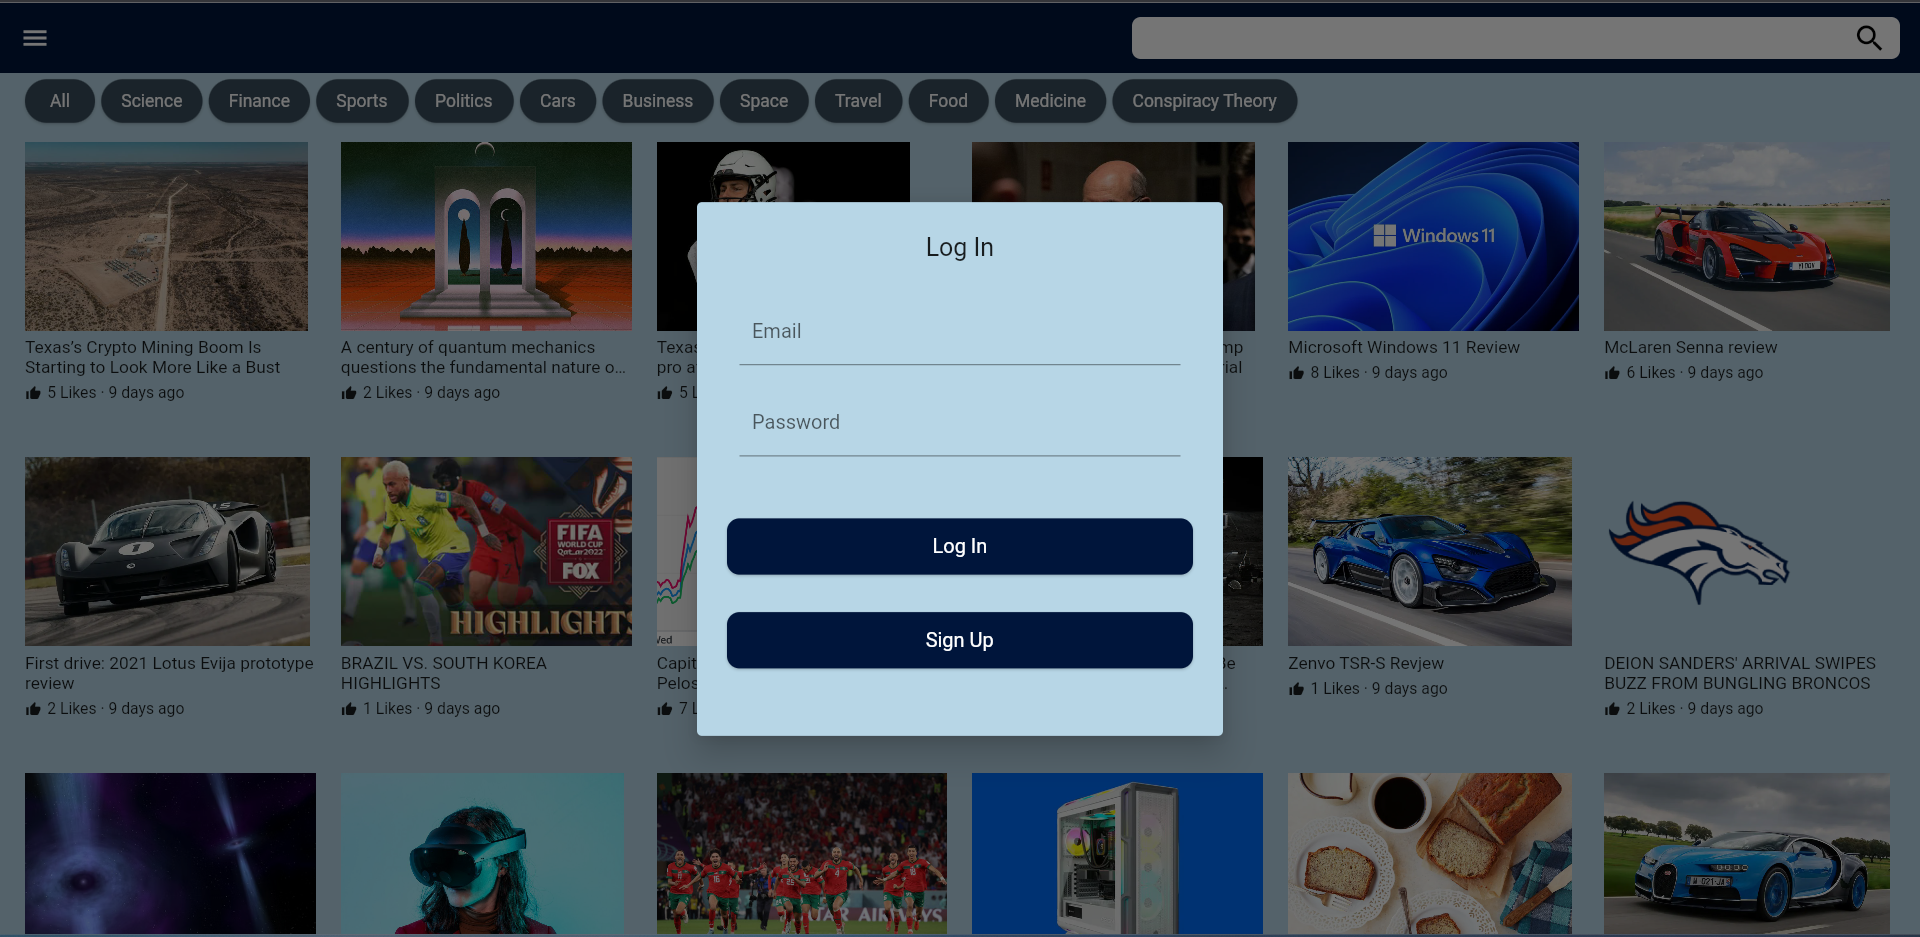 All
Science
Finance
Sports
Politics
Cars
Business
Space
Travel
Food
Medicine
Conspiracy Theory
Windows 11
Texas’s Crypto Mining Boom Is
Starting to Look More Like a Bust
5 Likes · 9 days ago
A century of quantum mechanics
questions the fundamental nature o...
2 Likes · 9 days ago
Texas
pro a
5 L
mp
ial
Microsoft Windows 11 Review
8 Likes · 9 days ago
McLaren Senna review
6 Likes · 9 days ago
Log In
Email
Password
Log In
Sign Up
1
FIFA
WORLD CUP
Qatar2022
FOX
HIGHLIGHTS
Wed
First drive: 2021 Lotus Evija prototype
review
2 Likes · 9 days ago
BRAZIL VS. SOUTH KOREA
HIGHLIGHTS
1 Likes · 9 days ago
Capit
Pelos
7 L
Be
Zenvo TSR-S Revjew
1 Likes · 9 days ago
DEION SANDERS' ARRIVAL SWIPES
BUZZ FROM BUNGLING BRONCOS
2 Likes · 9 days ago
TAR AIRWAYS